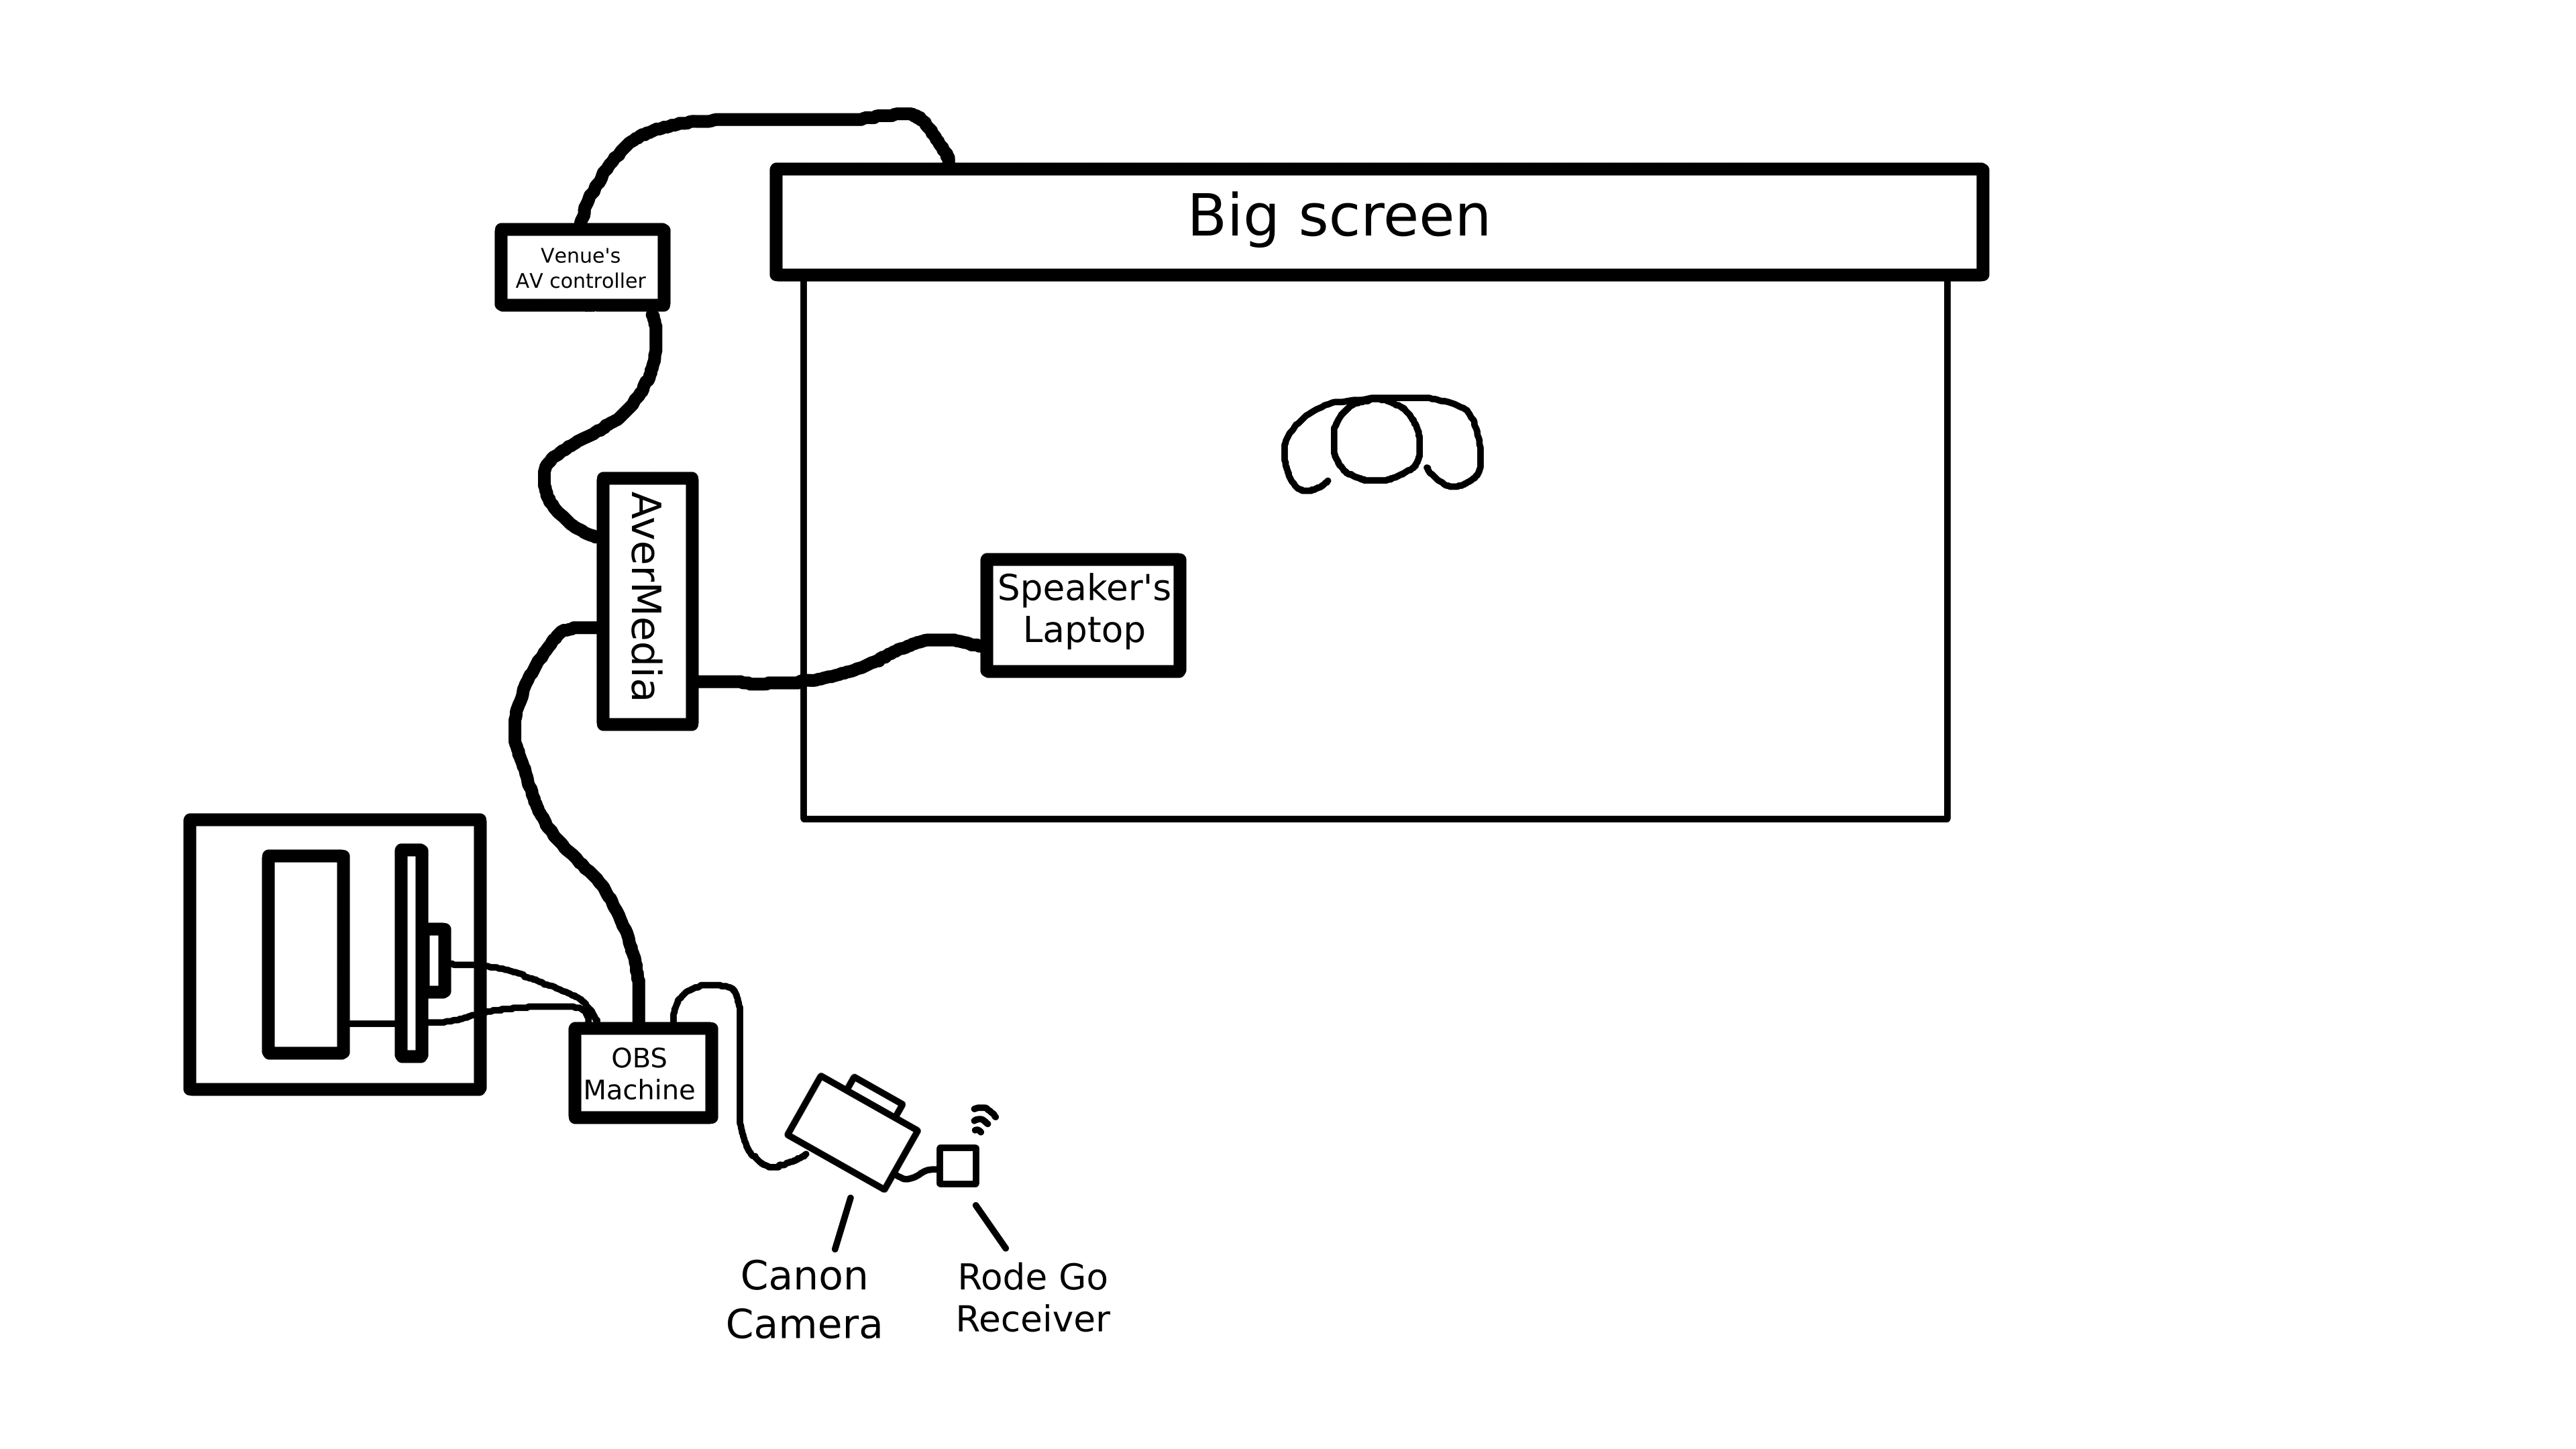 Big screen
Venue's
AV controller
AverMedia
Speaker's
Laptop
OBS
Machine
Canon
Camera
Rode Go
Receiver